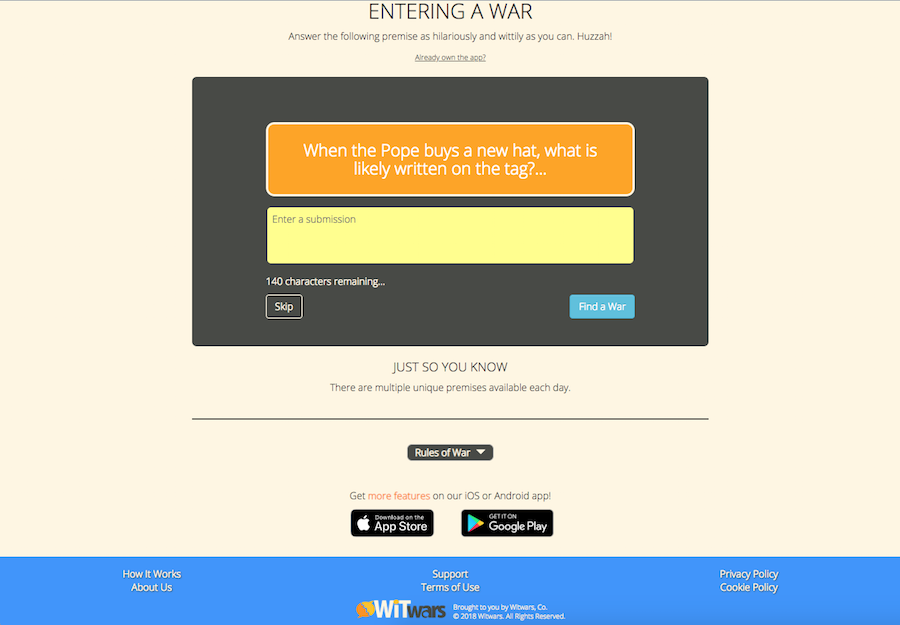 ENTERING A WAR
Answer the following premise as hilariously and wittily as you can. Huzzah!
Already own the app?
When the Pope buys a new hat, what is
likely written on the tag?...
Enter a submission
140 characters remaining...
Skip
Find a War
JUST SO YOU KNOW
There are multiple unique premises available each day.
Rules of War
Get more features on our iOS or Android app!
Download on the
App Store
GET IT ON
Google Play
How It Works
About Us
Support
Terms of Use
Privacy Policy
Cookie Policy
WiTwars
Brought to you by Witwars, Co.
© 2018 Witwars. All Rights Reserved.